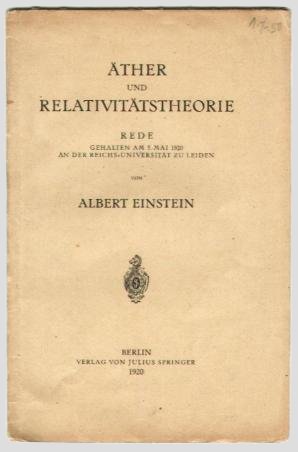 ÄTHER
UND
RELATIVITÄTSTHEORIE
REDE
GEHALTEN AM 5. MAI 1920
AN DER REICHS-UNIVERSITÄT ZU LEIDEN
VON
ALBERT EINSTEIN
BERLIN
VERLAG VON JULIUS SPRINGER
1920